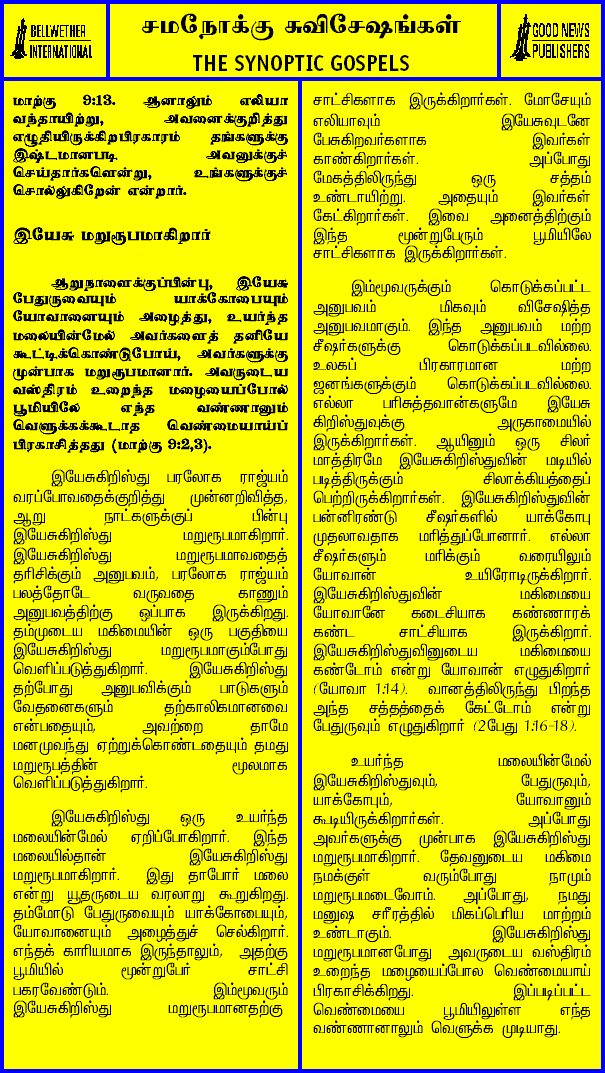 BELLWETHER
INTERNATIONAL
சமநோக்கு சுவிசேஷங்கள்
THE SYNOPTIC GOSPELS
GOOD NEWS
PUBLISHERS
மாற்கு 9:13. ஆனாலும் எலியா
வந்தாயிற்று, அவனைக்குறித்து
எழுதியிருக்கிறபிரகாரம் தங்களுக்கு
இஷ்டமானபடி அவனுக்குச்
செய்தார்களென்று, உங்களுக்குச்
சொல்லுகிறேன் என்றார்.
இயேசு மறுரூபமாகிறார்
ஆறுநாளைக்குப்பின்பு, இயேசு
பேதுருவையும் யாக்கோபையும்
யோவானையும் அழைத்து, உயர்ந்த
மலையின்மேல் அவர்களைத் தனியே
கூட்டிக்கொண்டுபோய், அவர்களுக்கு
முன்பாக மறுரூபமானார். அவருடைய
வஸ்திரம் உறைந்த மழையைப்போல்
பூமியிலே எந்த வண்ணானும்
வெளுக்கக்கூடாத வெண்மையாய்ப்
பிரகாசித்தது (மாற்கு 9:2,3).
இயேசுகிறிஸ்து பரலோக ராஜ்யம்
வரப்போவதைக்குறித்து முன்னறிவித்த,
ஆறு நாட்களுக்குப் பின்பு
இயேசுகிறிஸ்து மறுரூபமாகிறார்.
இயேசுகிறிஸ்து மறுரூபமாவதைத்
தரிசிக்கும் அனுபவம், பரலோக ராஜ்யம்
பலத்தோடே வருவதை காணும்
அனுபவத்திற்கு ஒப்பாக இருக்கிறது.
தம்முடைய மகிமையின் ஒரு பகுதியை
இயேசுகிறிஸ்து மறுரூபமாகும்போது
வெளிப்படுத்துகிறார். இயேசுகிறிஸ்து
தற்போது அனுபவிக்கும் பாடுகளும்
வேதனைகளும் தற்காலிகமானவை
என்பதையும், அவற்றை தாமே
மனமுவந்து ஏற்றுக்கொண்டதையும் தமது
மறுரூபத்தின் மூலமாக
வெளிப்படுத்துகிறார்.
இயேசுகிறிஸ்து ஒரு உயர்ந்த
மலையின்மேல் ஏறிப்போகிறார். இந்த
மலையில்தான் இயேசுகிறிஸ்து
மறுரூபமாகிறார். இது தாபோர் மலை
என்று யூதருடைய வரலாறு கூறுகிறது.
தம்மோடு பேதுருவையும் யாக்கோபையும்,
யோவானையும் அழைத்துச் செல்கிறார்.
எந்தக் காரியமாக இருந்தாலும், அதற்கு
பூமியில் மூன்றுபேர் சாட்சி
பகரவேண்டும். இம்மூவரும்
இயேசுகிறிஸ்து மறுரூபமானதற்கு
சாட்சிகளாக இருக்கிறார்கள். மோசேயும்
எலியாவும் இயேசுவுடனே
பேசுகிறவர்களாக இவர்கள்
காண்கிறார்கள். அப்போது
மேகத்திலிருந்து ஒரு சத்தம்
உண்டாயிற்று. அதையும் இவர்கள்
கேட்கிறார்கள். இவை அனைத்திற்கும்
இந்த மூன்றுபேரும் பூமியிலே
சாட்சிகளாக இருக்கிறார்கள்.
இம்மூவருக்கும் கொடுக்கப்பட்ட
அனுபவம் மிகவும் விசேஷித்த
அனுபவமாகும். இந்த அனுபவம் மற்ற
சீஷர்களுக்கு கொடுக்கப்படவில்லை.
உலகப் பிரகாரமான மற்ற
ஜனங்களுக்கும் கொடுக்கப்படவில்லை.
எல்லா பரிசுத்தவான்களுமே இயேசு
கிறிஸ்துவுக்கு அருகாமையில்
இருக்கிறார்கள். ஆயினும் ஒரு சிலர்
மாத்திரமே இயேசுகிறிஸ்துவின் மடியில்
படித்திருக்கும் சிலாக்கியத்தைப்
பெற்றிருக்கிறார்கள். இயேசுகிறிஸ்துவின்
பன்னிரண்டு சீஷர்களில் யாக்கோபு
முதலாவதாக மரித்துப்போனார். எல்லா
சீஷர்களும் மரிக்கும் வரையிலும்
யோவான் உயிரோடிருக்கிறார்.
இயேசுகிறிஸ்துவின் மகிமையை
யோவானே கடைசியாக கண்ணாரக்
கண்ட சாட்சியாக இருக்கிறார்.
இயேசுகிறிஸ்துவினுடைய மகிமையை
கண்டோம் என்று யோவான் எழுதுகிறார்
(யோவா 1:14). வானத்திலிருந்து பிறந்த
அந்த சத்தத்தைக் கேட்டோம் என்று
பேதுருவும் எழுதுகிறார் (2பேது 1:16-18).
உயர்ந்த மலையின்மேல்
இயேசுகிறிஸ்துவும், பேதுருவும்,
யாக்கோபும், யோவானும்
கூடியிருக்கிறார்கள். அப்போது
அவர்களுக்கு முன்பாக இயேசுகிறிஸ்து
மறுரூபமாகிறார். தேவனுடைய மகிமை
நமக்குள் வரும்போது நாமும்
மறுரூபமடைவோம். அப்போது, நமது
மனுஷ சரீரத்தில் மிகப்பெரிய மாற்றம்
உண்டாகும். இயேசுகிறிஸ்து
மறுரூபமானபோது அவருடைய வஸ்திரம்
உறைந்த மழையைப்போல வெண்மையாய்
பிரகாசிக்கிறது. இப்படிப்பட்ட
வெண்மையை பூமியிலுள்ள எந்த
வண்ணானாலும் வெளுக்க முடியாது.